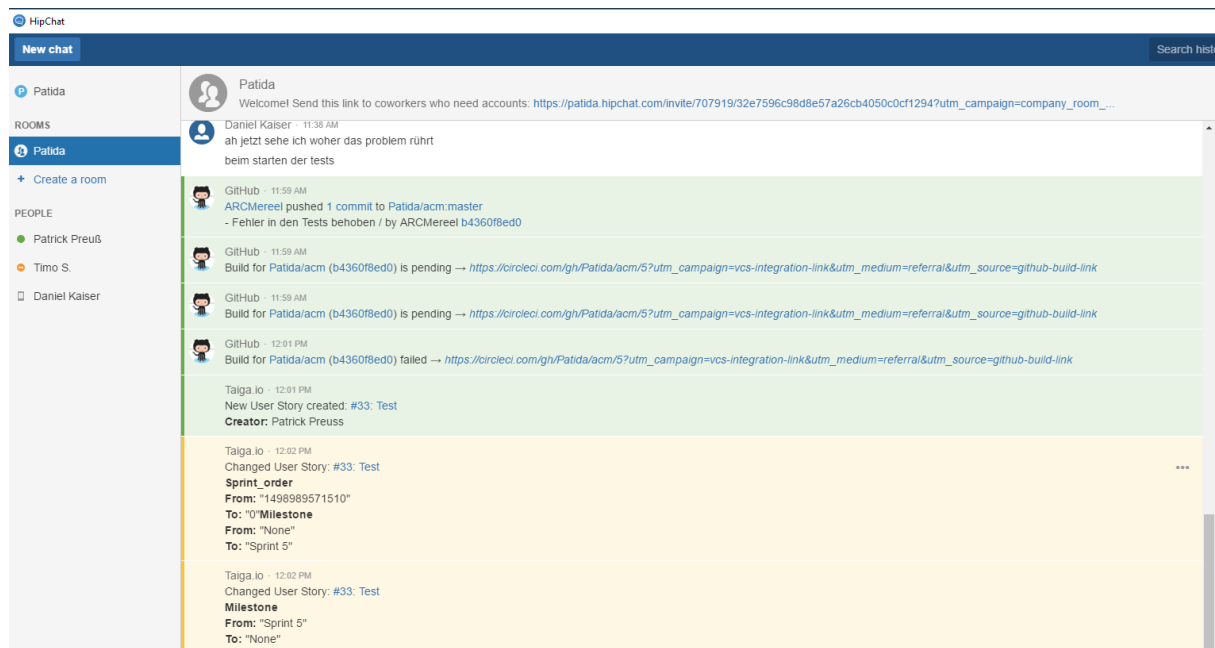 HipChat
New chat
Search hist
Patida
ROOMS
Patida
+ Create a room
PEOPLE
Patrick Preuß
Timo S.
Daniel Kaiser
Patida
Welcome! Send this link to coworkers who need accounts: https://patida.hipchat.com/invite/707919/32e7596c98d8e57a26cb4050c0cf1294?utm_campaign=company_room_...
Daniel Kaiser · 11:38 AM
ah jetzt sehe ich woher das problem rührt
beim starten der tests
GitHub · 11:59 AM
ARCMereel pushed 1 commit to Patida/acm:master
- Fehler in den Tests behoben / by ARCMereel b4360f8ed0
GitHub · 11:59 AM
Build for Patida/acm (b4360f8ed0) is pending → https://circleci.com/gh/Patida/acm/5?utm_campaign=vcs-integration-link&utm_medium=referral&utm_source=github-build-link
GitHub · 11:59 AM
Build for Patida/acm (b4360f8ed0) is pending → https://circleci.com/gh/Patida/acm/5?utm_campaign=vcs-integration-link&utm_medium=referral&utm_source=github-build-link
GitHub · 12:01 PM
Build for Patida/acm (b4360f8ed0) failed → https://circleci.com/gh/Patida/acm/5?utm_campaign=vcs-integration-link&utm_medium=referral&utm_source=github-build-link
Taiga.io · 12:01 PM
New User Story created: #33: Test
Creator: Patrick Preuss
Taiga.io · 12:02 PM
Changed User Story: #33: Test
Sprint_order
From: "1498989571510"
To: "0"Milestone
From: "None"
To: "Sprint 5"
Taiga.io · 12:02 PM
Changed User Story: #33: Test
Milestone
From: "Sprint 5"
To: "None"